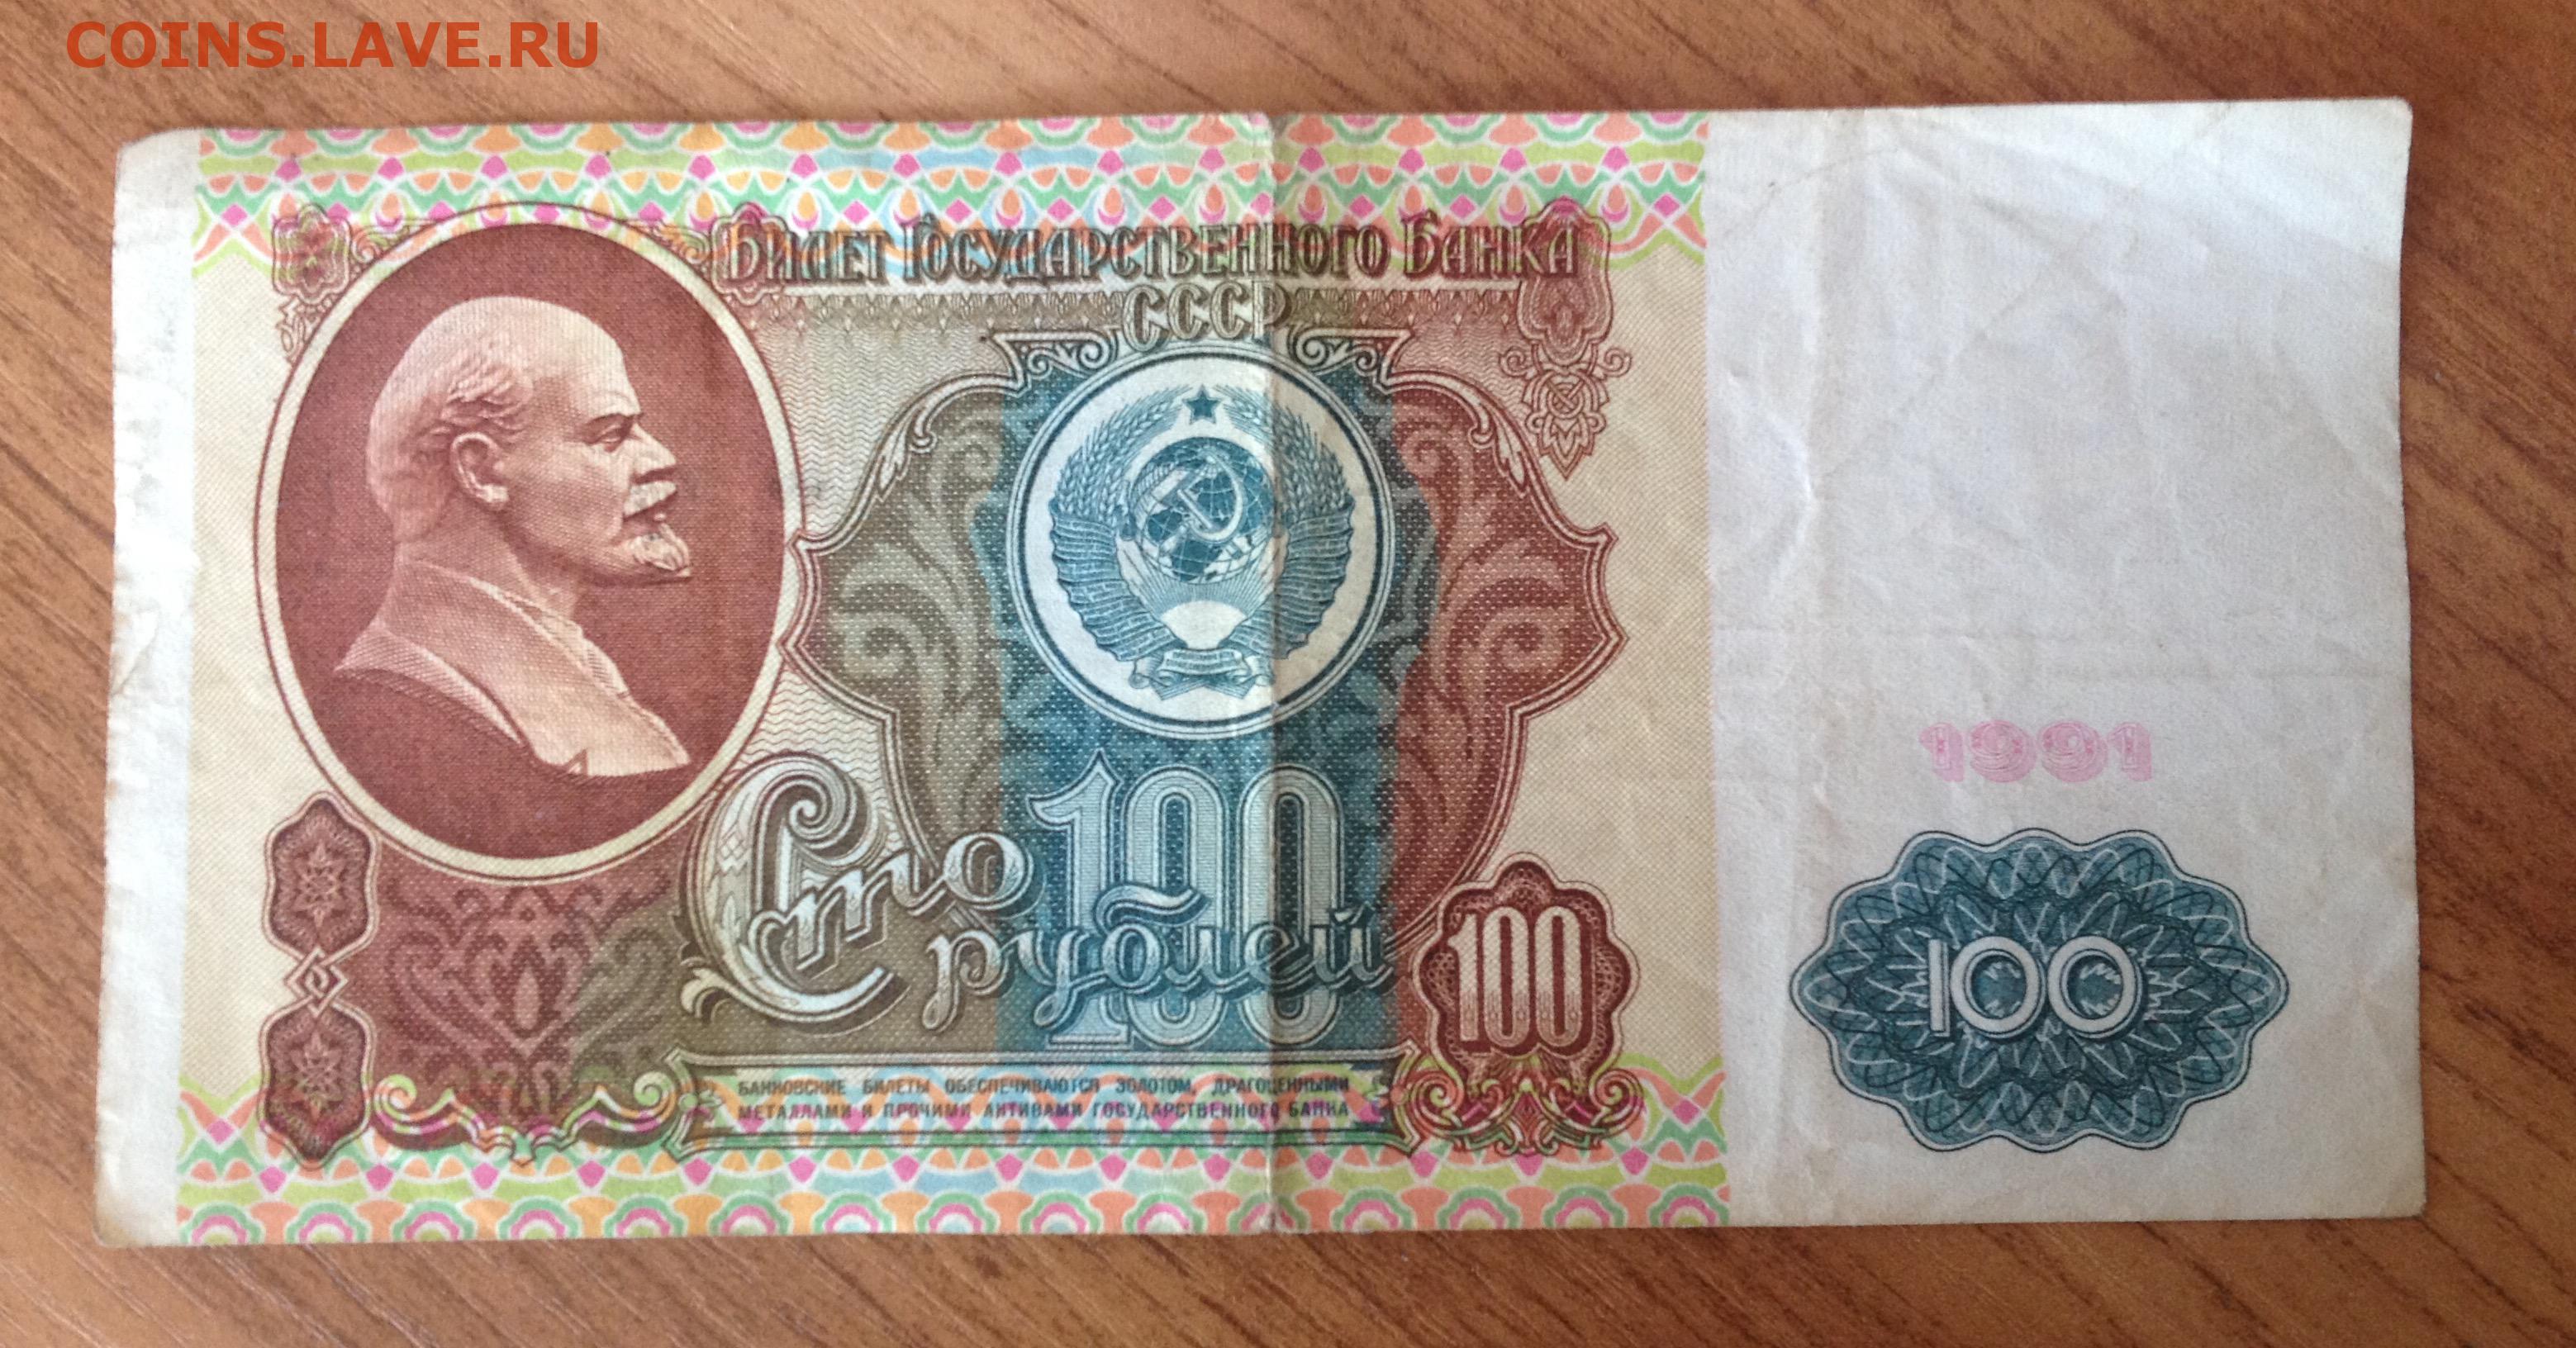 COINS.LAVE.RU
Билет Государственного Банка
СССР
1991
100
Сто
рублей
100
100
БАНКОВСКИЕ БИЛЕТЫ ОБЕСПЕЧИВАЮТСЯ ЗОЛОТОМ, ДРАГОЦЕННЫМИ
МЕТАЛЛАМИ И ПРОЧИМИ АКТИВАМИ ГОСУДАРСТВЕННОГО БАНКА